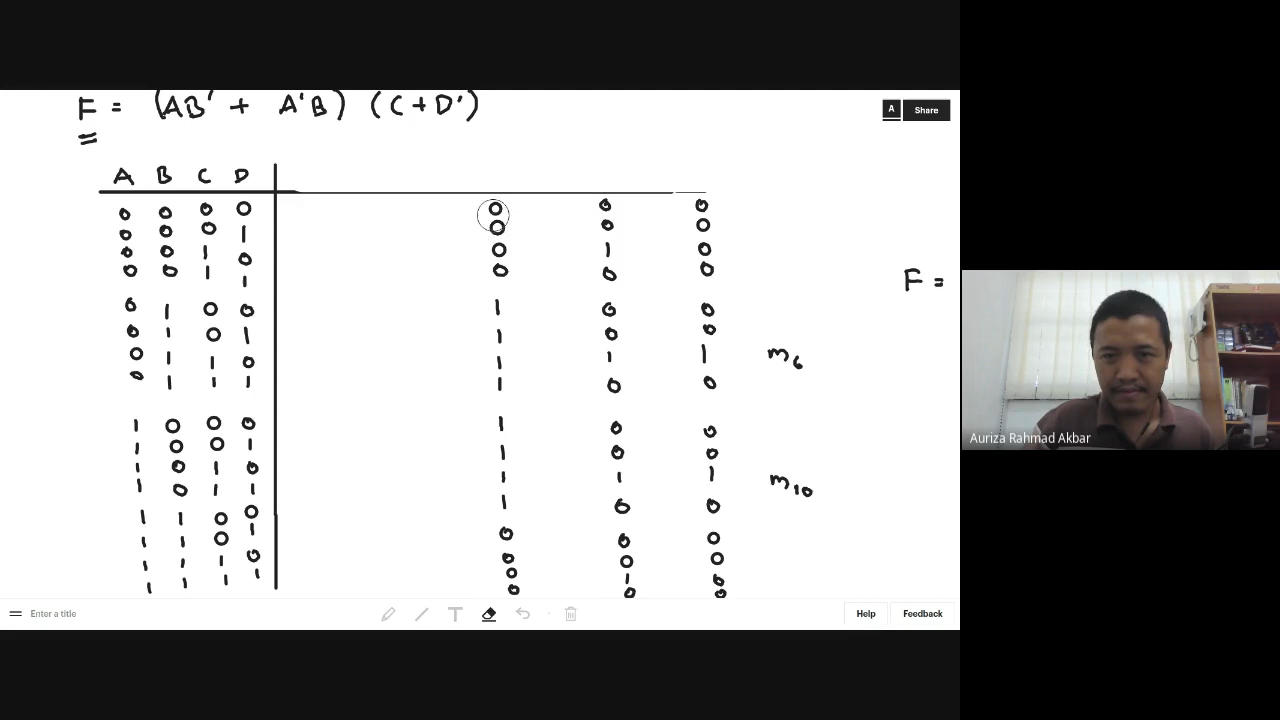 F = (AB' + A'B) (C + D')
=
A Share
A B C D
0 0 0 0 0 0 0
0 0 0 1 0 0 0
0 0 1 0 0 1 0
0 0 1 1 0 0 0
F =
0 1 0 0 1 0 0
0 1 0 1 1 0 0
0 1 1 0 1 1 1 m6
0 1 1 1 1 0 0
1 0 0 0 1 0 0
1 0 0 1 1 0 0
1 0 1 0 1 1 1 m10
1 0 1 1 1 0 0
1 1 0 0 0 0 0
1 1 0 1 0 0 0
1 1 1 0 0 1 0
1 1 1 1 0 0 0
Auriza Rahmad Akbar
Enter a title T Help Feedback